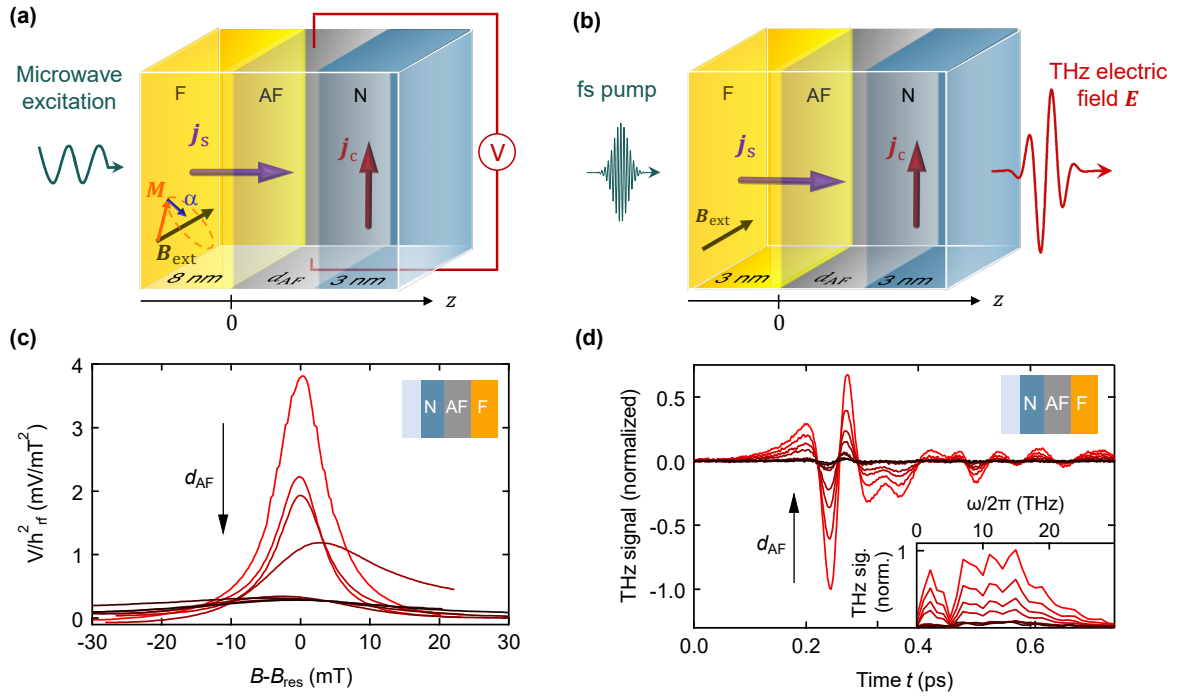 (a)
Microwave
excitation
F
AF
N
j_s
j_c
V
M
α
B_ext
8 nm
d_AF
3 nm
0
z
(b)
fs pump
F
AF
N
j_s
j_c
B_ext
3 nm
d_AF
3 nm
0
z
THz electric
field E
(c)
V/h²_rf (mV/mT²)
4
3
2
1
0
-30
-20
-10
0
10
20
30
B-B_res (mT)
d_AF
N AF F
(d)
THz signal (normalized)
0.5
0.0
-0.5
-1.0
0.0
0.2
0.4
0.6
Time t (ps)
d_AF
N AF F
ω/2π (THz)
0 10 20
THz sig.
(norm.)
1